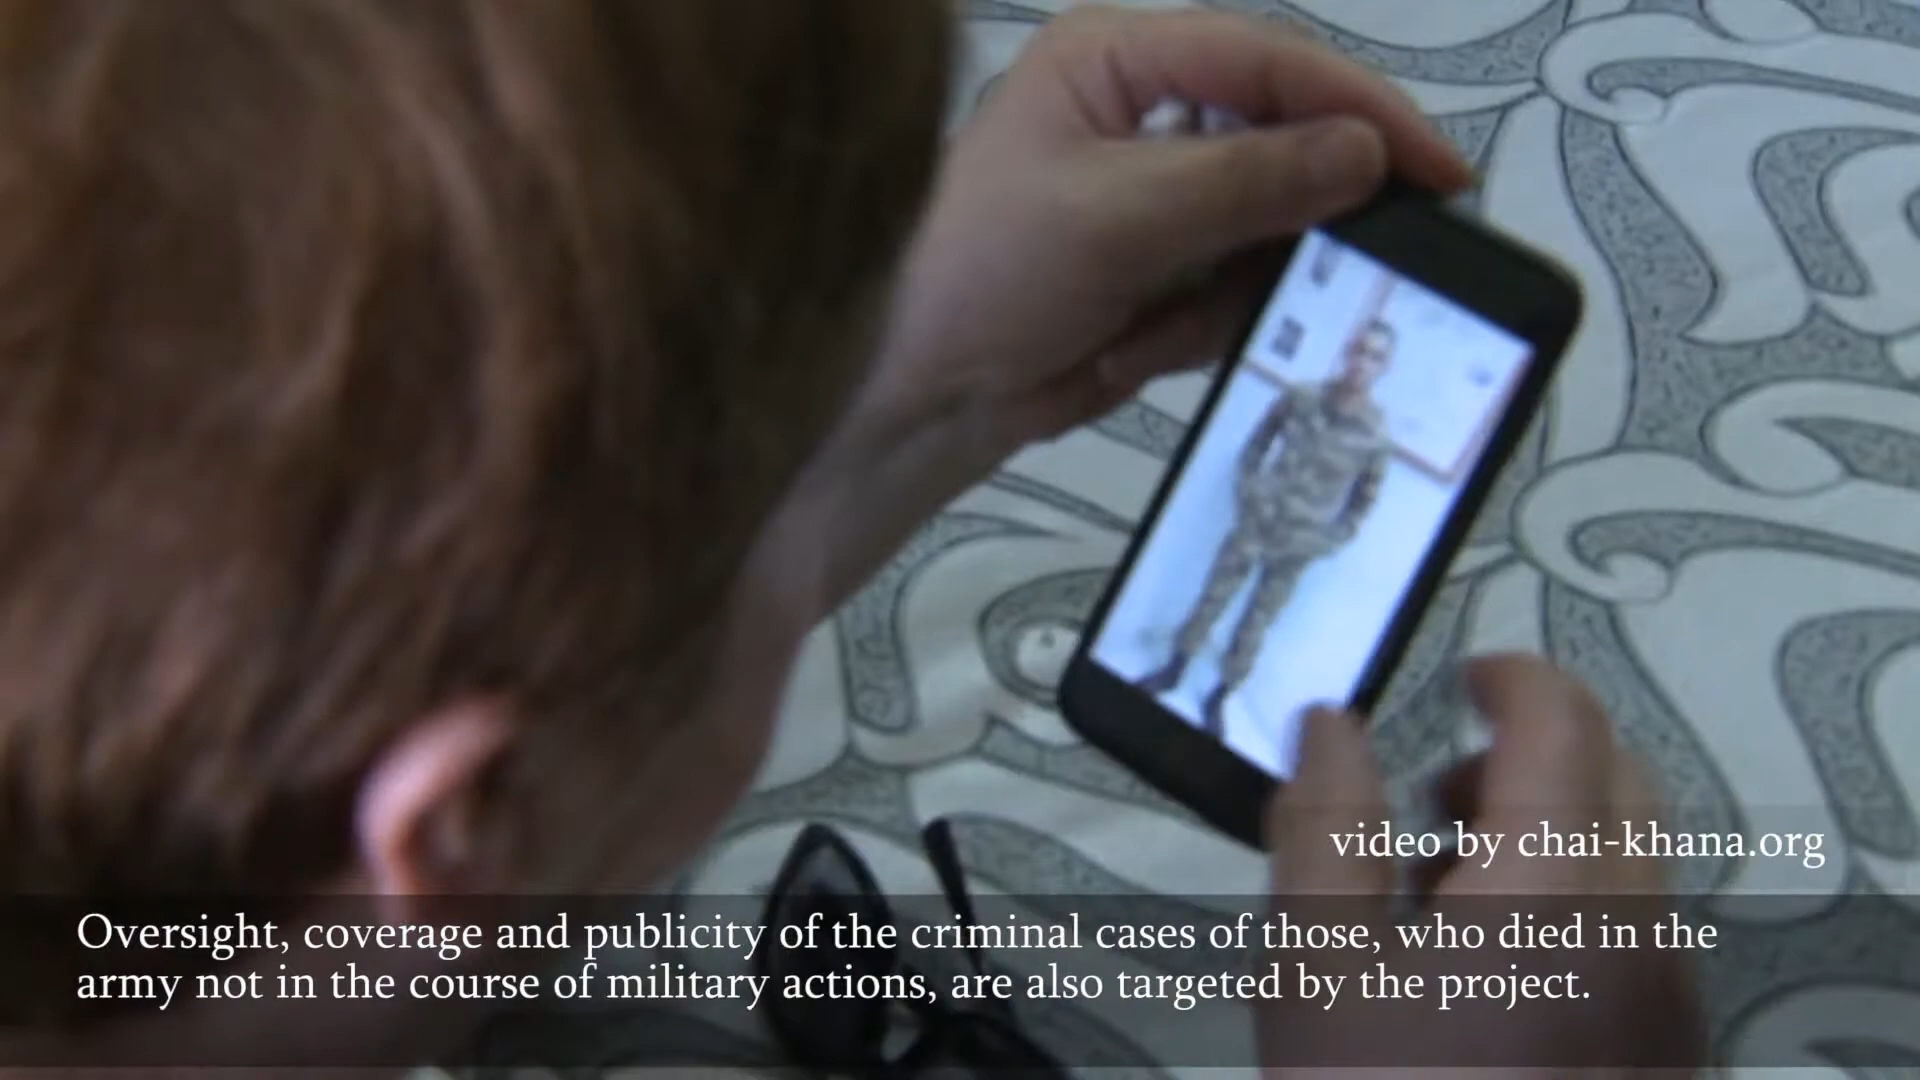 video by chai-khana.org
Oversight, coverage and publicity of the criminal cases of those, who died in the
army not in the course of military actions, are also targeted by the project.